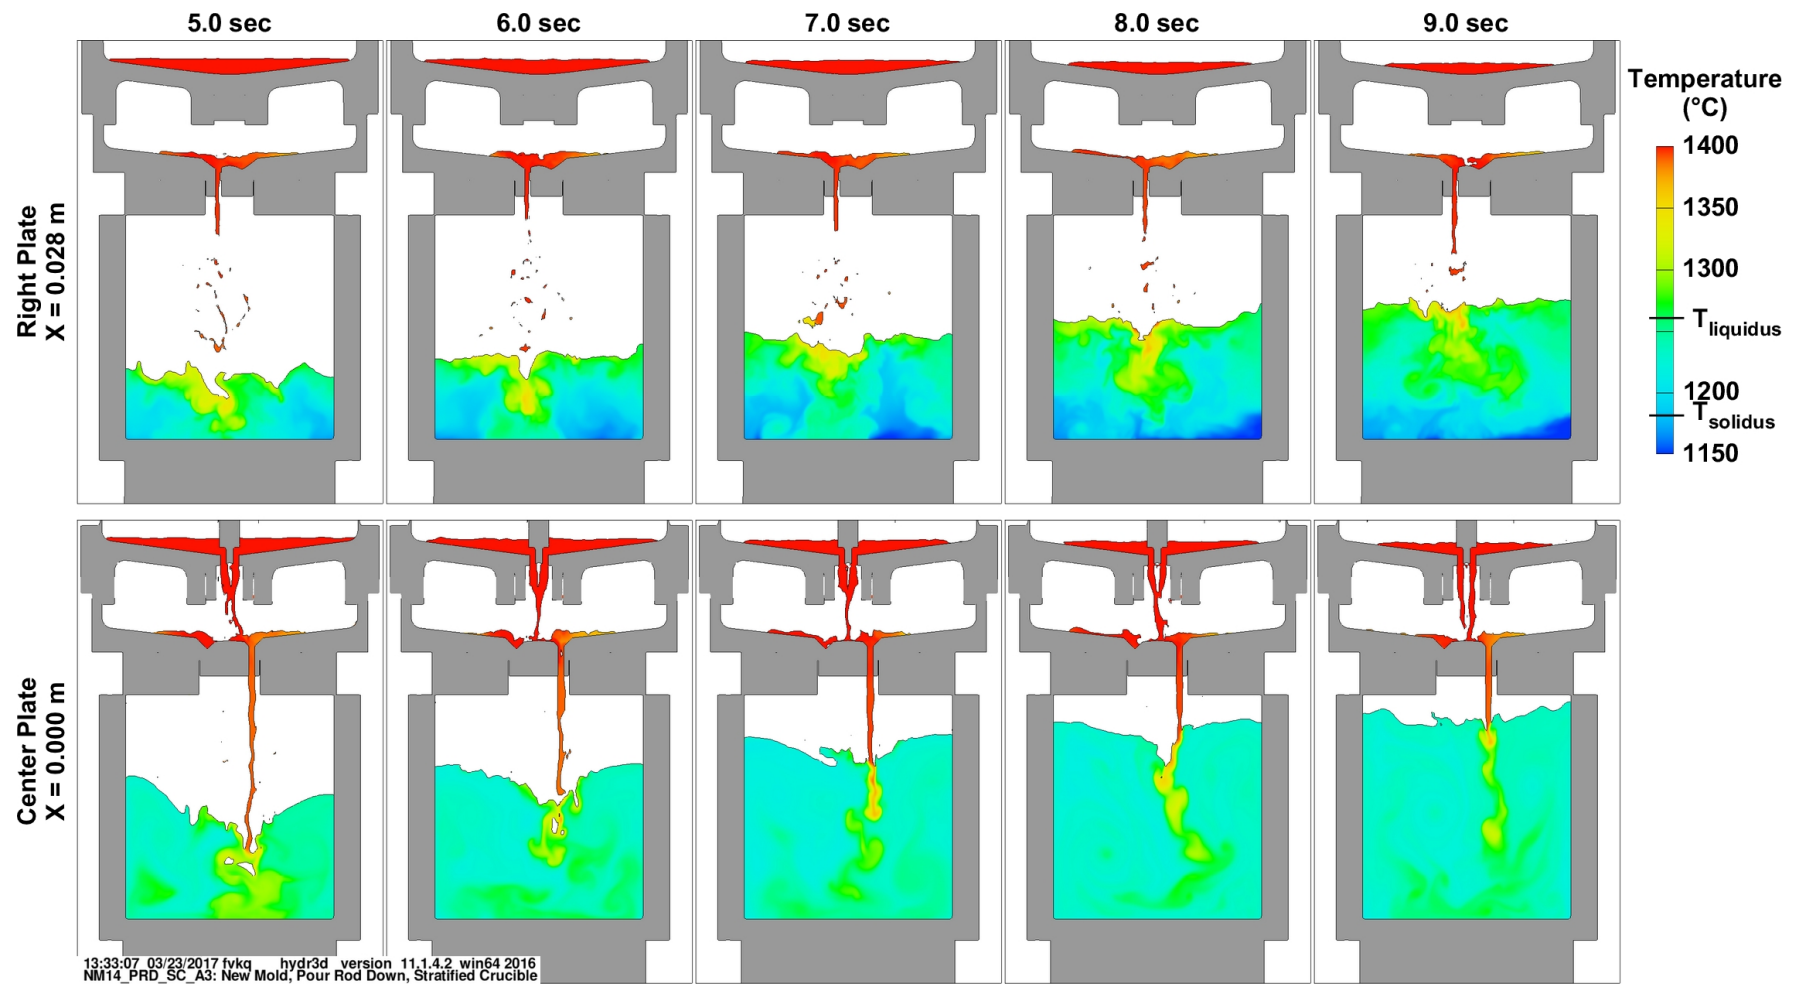 5.0 sec 6.0 sec 7.0 sec 8.0 sec 9.0 sec
Right Plate
X = 0.028 m
Center Plate
X = 0.000 m
Temperature
(°C)
1400
1350
1300
Tliquidus
1200
Tsolidus
1150
13:33:07 03/23/2017 fvkq hydr3d version 11.1.4.2 win64 2016
NM14_PRD_SC_A3: New Mold, Pour Rod Down, Stratified Crucible